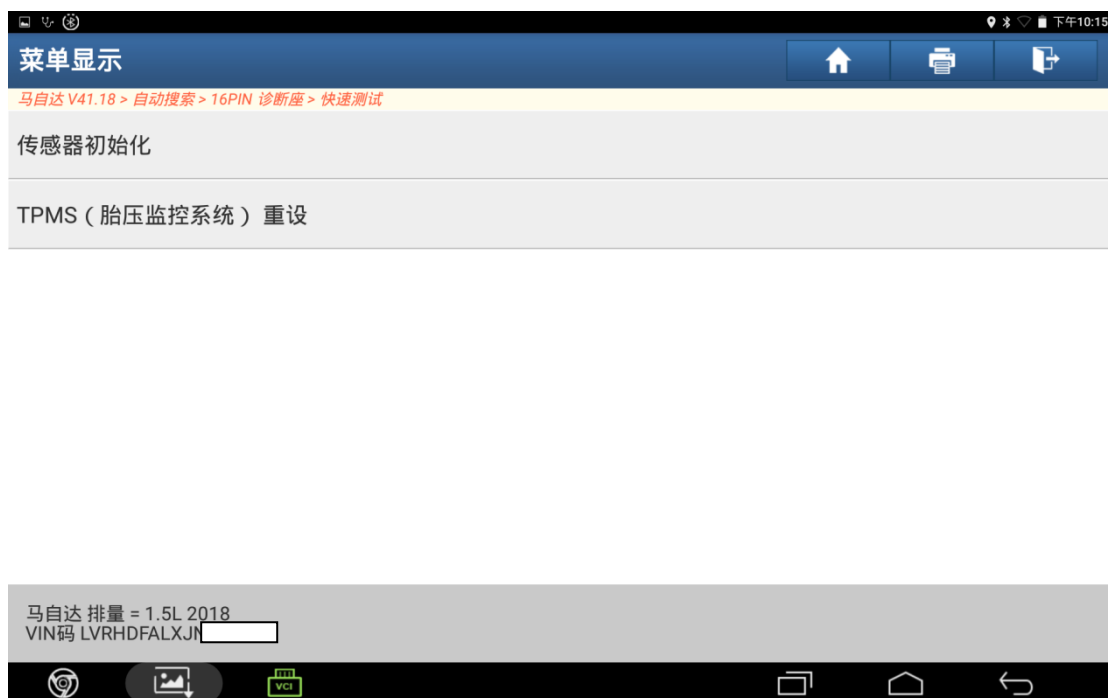 下午10:15
菜单显示
马自达 V41.18 > 自动搜索 > 16PIN 诊断座 > 快速测试
传感器初始化
TPMS（胎压监控系统） 重设
马自达 排量 = 1.5L 2018
VIN码 LVRHDFALXJN
VCI